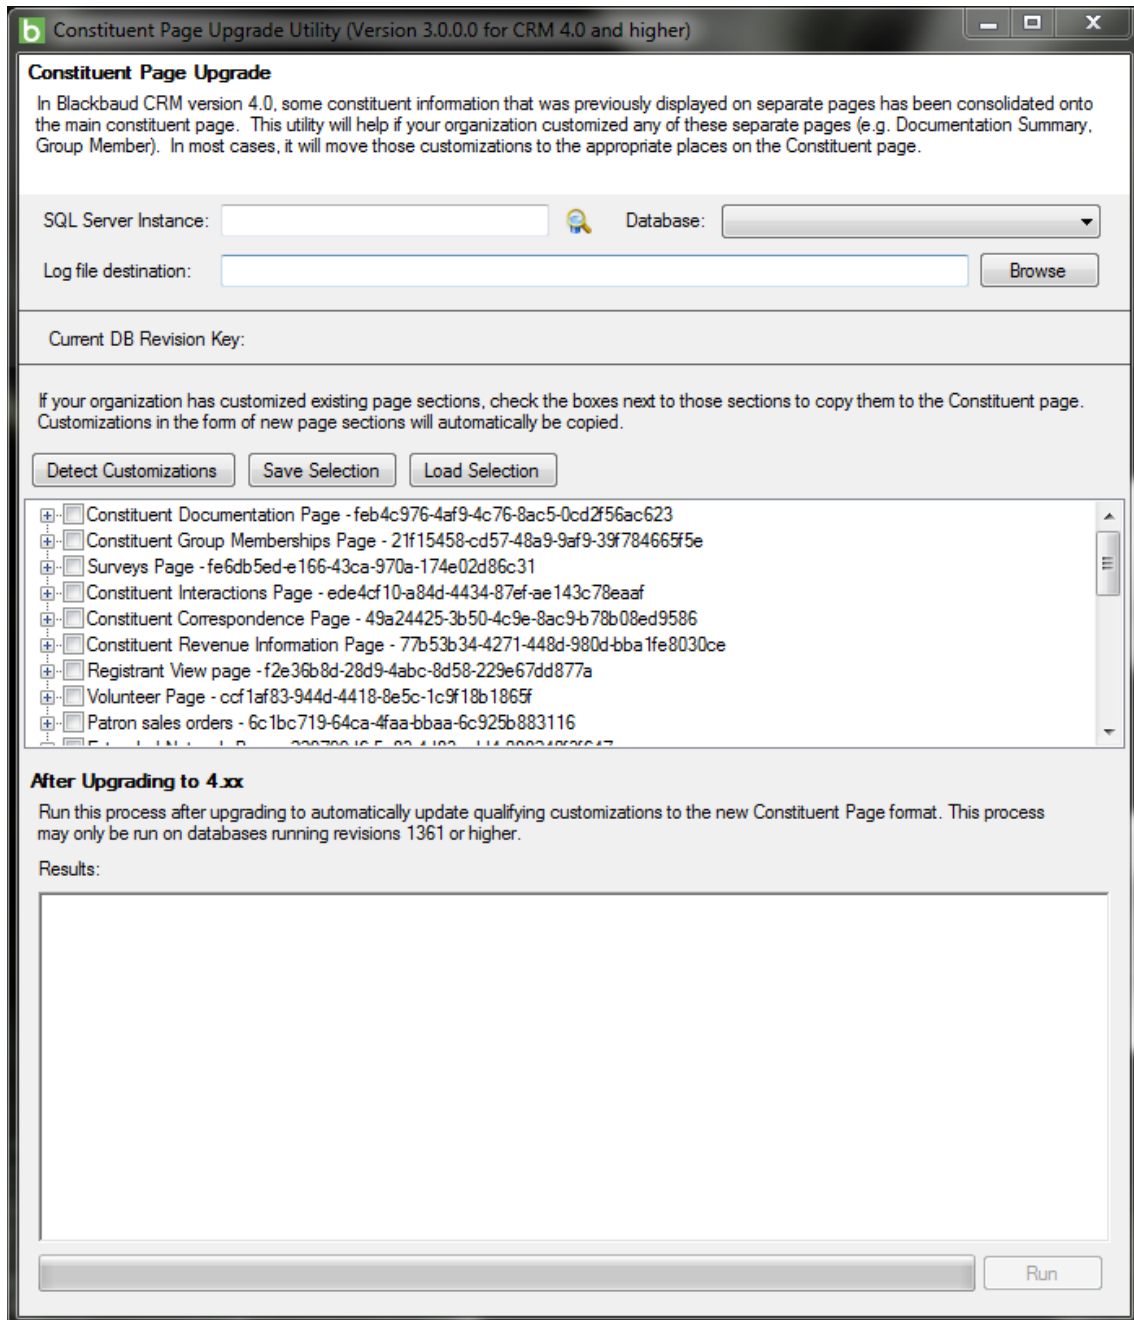 Constituent Page Upgrade Utility (Version 3.0.0.0 for CRM 4.0 and higher)
Constituent Page Upgrade
In Blackbaud CRM version 4.0, some constituent information that was previously displayed on separate pages has been consolidated onto
the main constituent page.  This utility will help if your organization customized any of these separate pages (e.g. Documentation Summary,
Group Member).  In most cases, it will move those customizations to the appropriate places on the Constituent page.
SQL Server Instance: Database:
Log file destination: Browse
Current DB Revision Key:
If your organization has customized existing page sections, check the boxes next to those sections to copy them to the Constituent page.
Customizations in the form of new page sections will automatically be copied.
Detect Customizations Save Selection Load Selection
Constituent Documentation Page - feb4c976-4af9-4c76-8ac5-0cd2f56ac623
Constituent Group Memberships Page - 21f15458-cd57-48a9-9af9-39f784665f5e
Surveys Page - fe6db5ed-e166-43ca-970a-174e02d86c31
Constituent Interactions Page - ede4cf10-a84d-4434-87ef-ae143c78eaaf
Constituent Correspondence Page - 49a24425-3b50-4c9e-8ac9-b78b08ed9586
Constituent Revenue Information Page - 77b53b34-4271-448d-980d-bba1fe8030ce
Registrant View page - f2e36b8d-28d9-4abc-8d58-229e67dd877a
Volunteer Page - ccf1af83-944d-4418-8e5c-1c9f18b1865f
Patron sales orders - 6c1bc719-64ca-4faa-bbaa-6c925b883116
After Upgrading to 4.xx
Run this process after upgrading to automatically update qualifying customizations to the new Constituent Page format. This process
may only be run on databases running revisions 1361 or higher.
Results:
Run